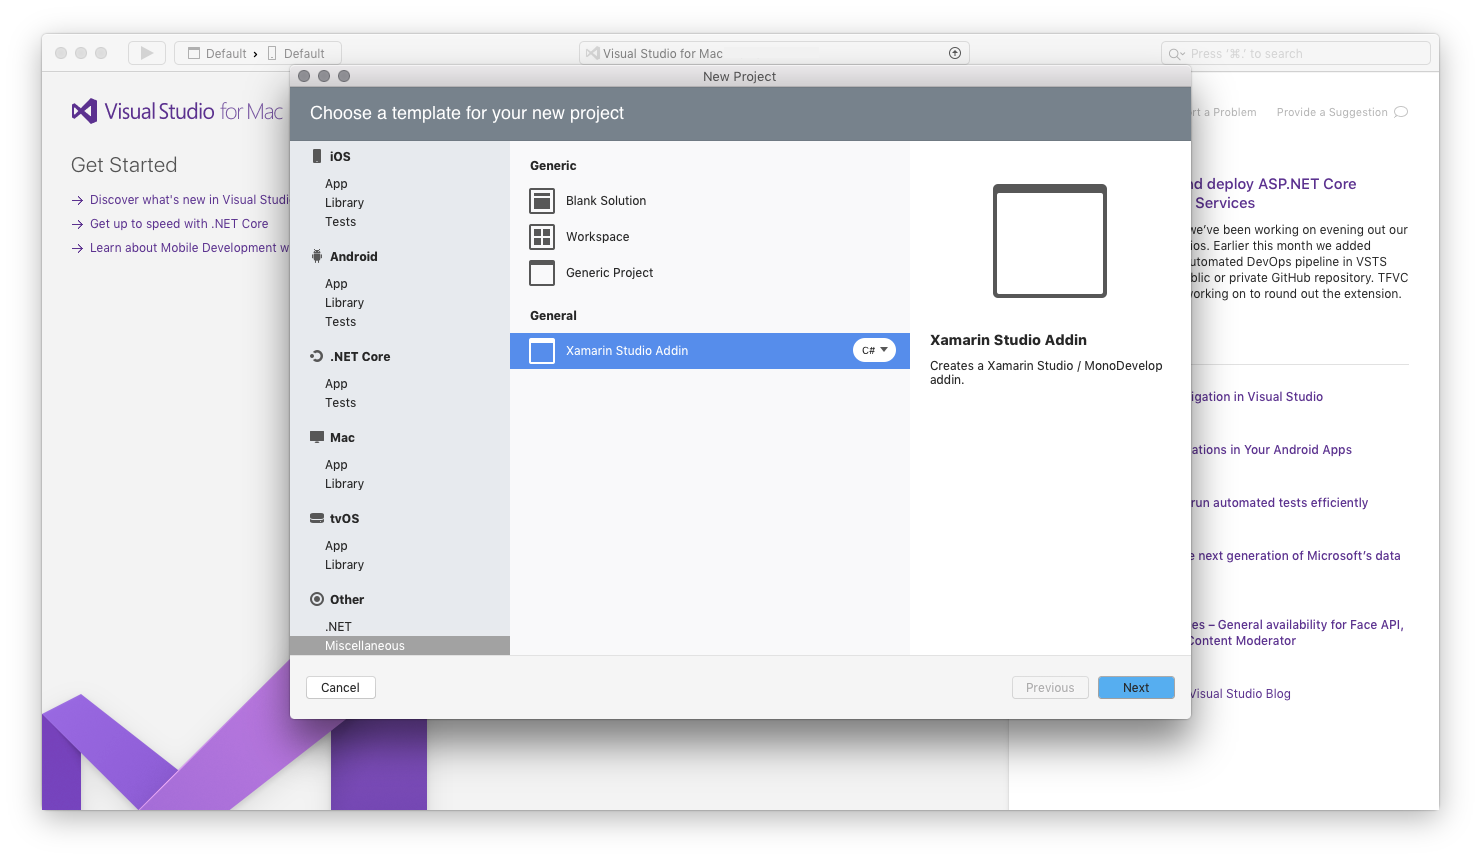 Default › Default
Visual Studio for Mac
Press '⌘.' to search
New Project
Choose a template for your new project
Visual Studio for Mac
Get Started
Discover what's new in Visual Studi
Get up to speed with .NET Core
Learn about Mobile Development w
iOS
App
Library
Tests
Android
App
Library
Tests
.NET Core
App
Tests
Mac
App
Library
tvOS
App
Library
Other
.NET
Miscellaneous
Generic
Blank Solution
Workspace
Generic Project
General
Xamarin Studio Addin
C#
Xamarin Studio Addin
Creates a Xamarin Studio / MonoDevelop
addin.
Cancel
Previous
Next
rt a Problem
Provide a Suggestion
nd deploy ASP.NET Core
Services
we've been working on evening out our
ios. Earlier this month we added
utomated DevOps pipeline in VSTS
blic or private GitHub repository. TFVC
vorking on to round out the extension.
igation in Visual Studio
ations in Your Android Apps
run automated tests efficiently
e next generation of Microsoft's data
es – General availability for Face API,
Content Moderator
Visual Studio Blog